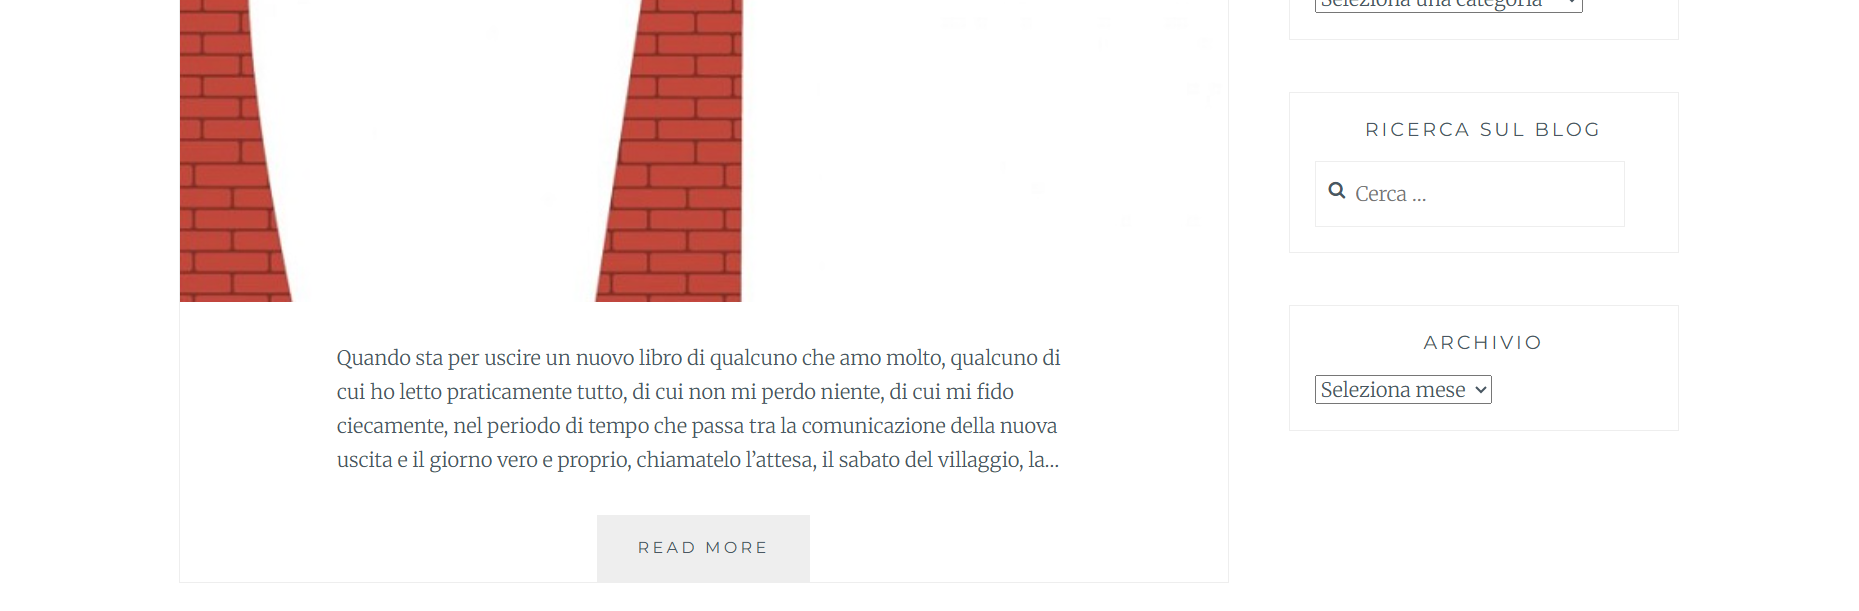 Seleziona una categoria
RICERCA SUL BLOG
Cerca ...
ARCHIVIO
Seleziona mese
Quando sta per uscire un nuovo libro di qualcuno che amo molto, qualcuno di
cui ho letto praticamente tutto, di cui non mi perdo niente, di cui mi fido
ciecamente, nel periodo di tempo che passa tra la comunicazione della nuova
uscita e il giorno vero e proprio, chiamatelo l’attesa, il sabato del villaggio, la...
READ MORE